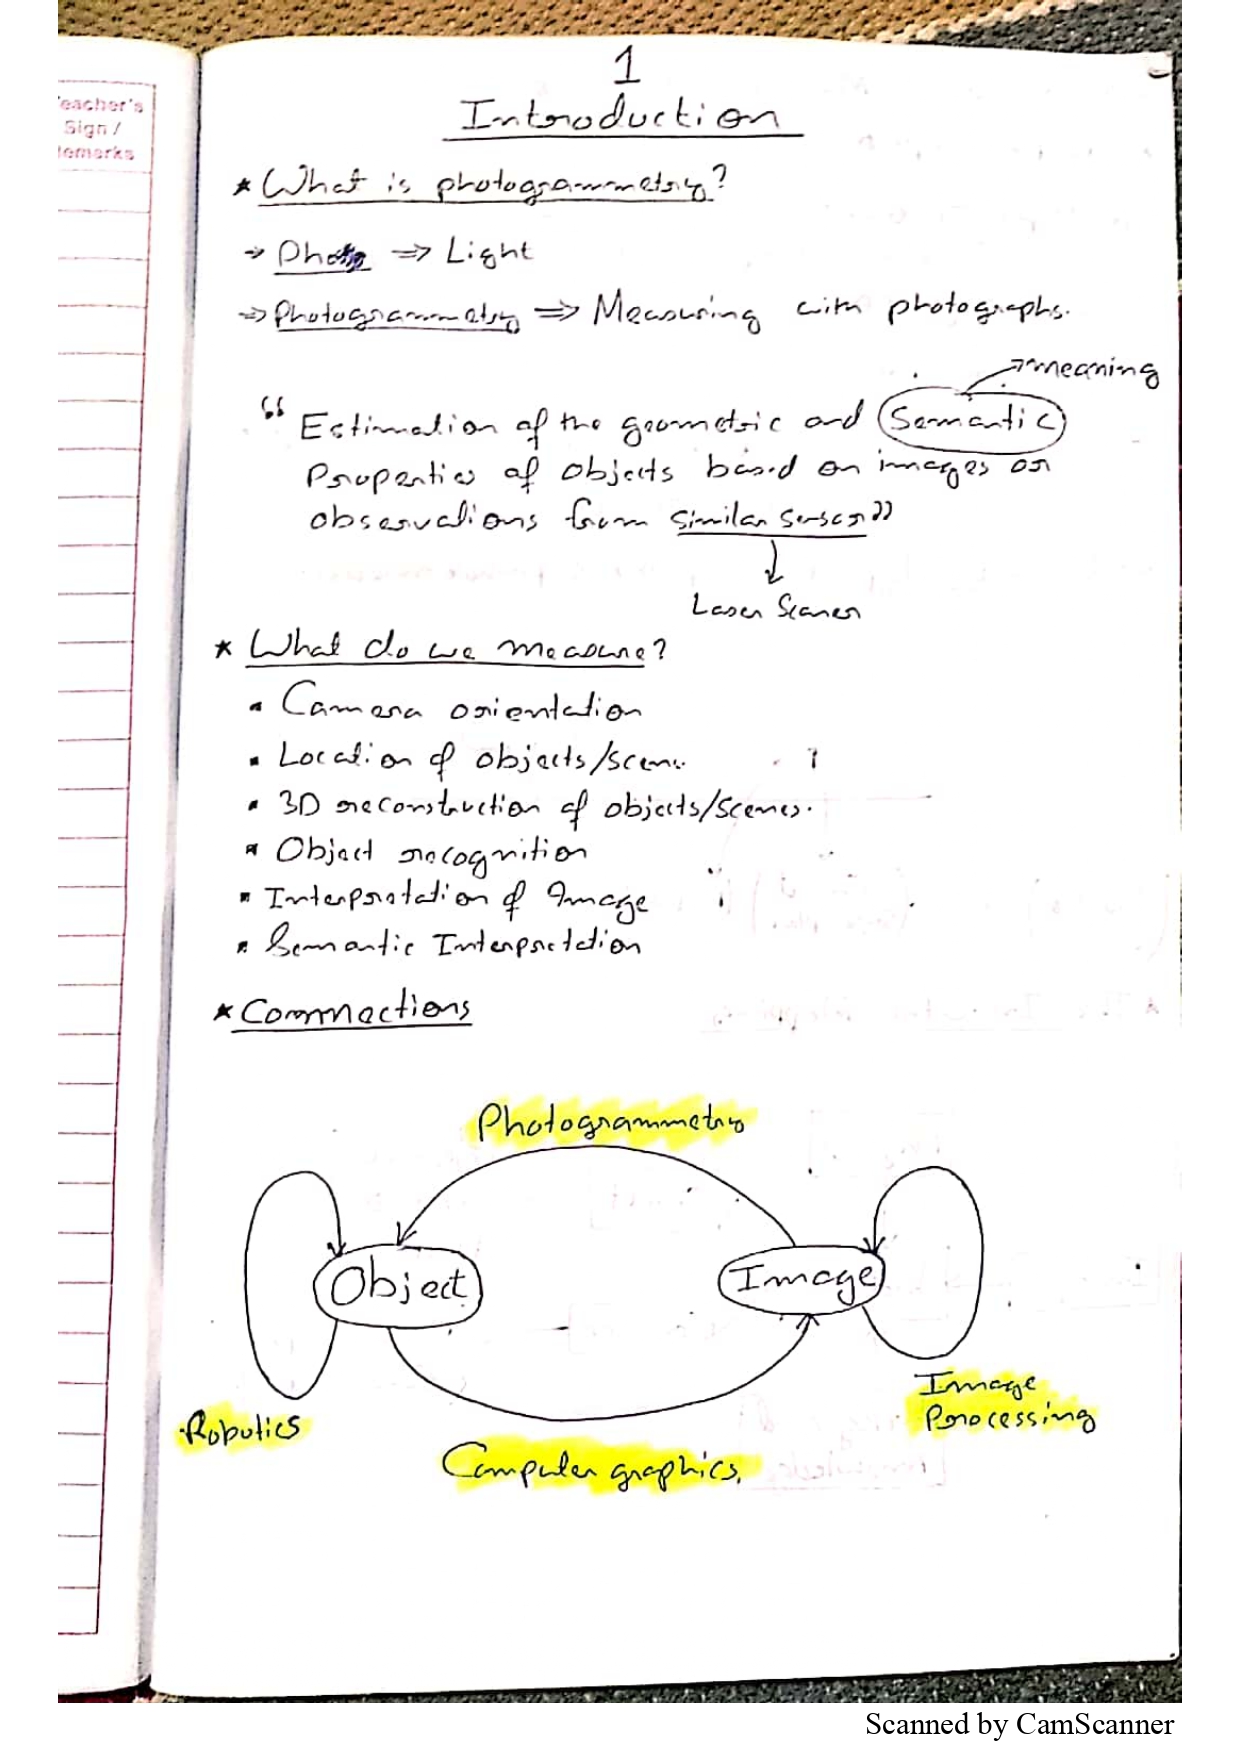 Teacher's
Sign /
Remarks
1
Introduction
* What is photogrammetry?
→ Photo ⇒ Light
⇒ Photogrammetry ⇒ Measuring with photographs.
→ meaning
“ Estimation of the geometric and Semantic
Properties of objects based on images or
observations from similar sensor ”
↓
Laser Scaner
* What do we measure?
▪ Camera orientation
▪ Location of objects/scene.
▪ 3D reconstruction of objects/scenes.
▪ Object recognition
▪ Interpretation of Image
▪ Semantic Interpretation
* Connections
Photogrammetry
Object
Image
Image
Processing
Robotics
Computer graphics.
Scanned by CamScanner